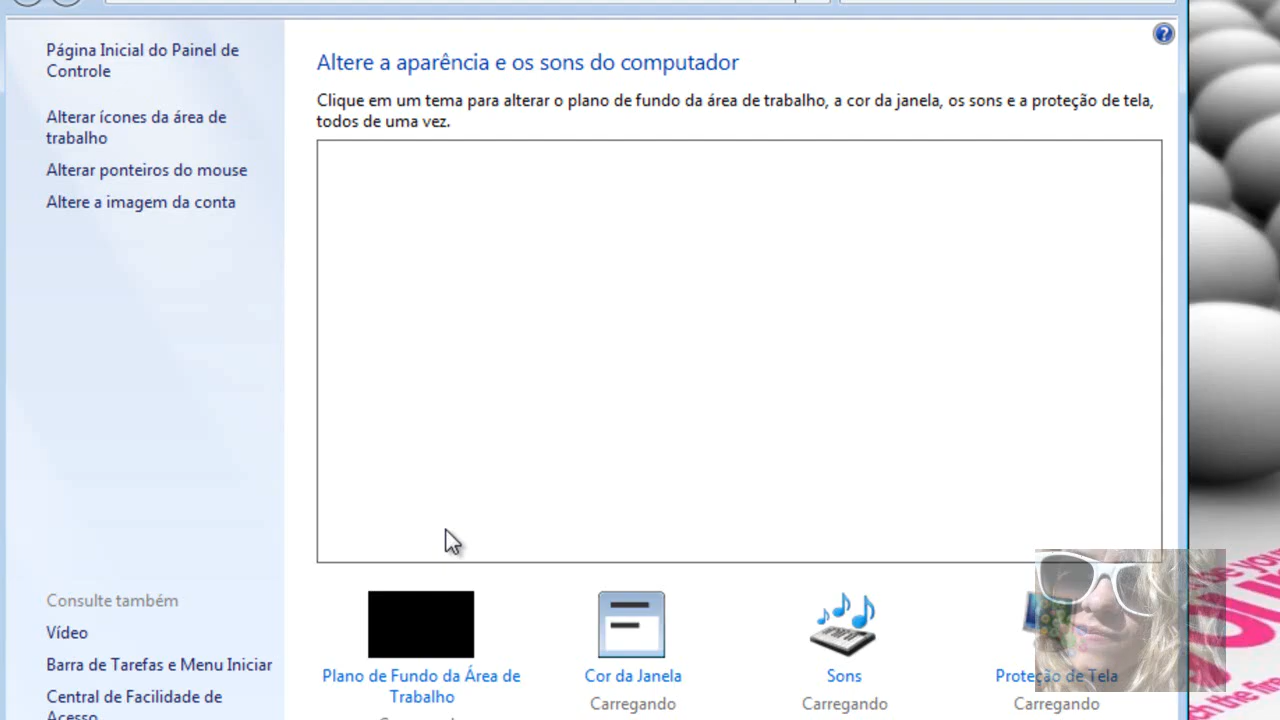 Página Inicial do Painel de
Controle
Alterar ícones da área de
trabalho
Alterar ponteiros do mouse
Altere a imagem da conta
Consulte também
Vídeo
Barra de Tarefas e Menu Iniciar
Central de Facilidade de
Acesso
Altere a aparência e os sons do computador
Clique em um tema para alterar o plano de fundo da área de trabalho, a cor da janela, os sons e a proteção de tela,
todos de uma vez.
Plano de Fundo da Área de
Trabalho
Cor da Janela
Carregando
Sons
Carregando
Proteção de Tela
Carregando